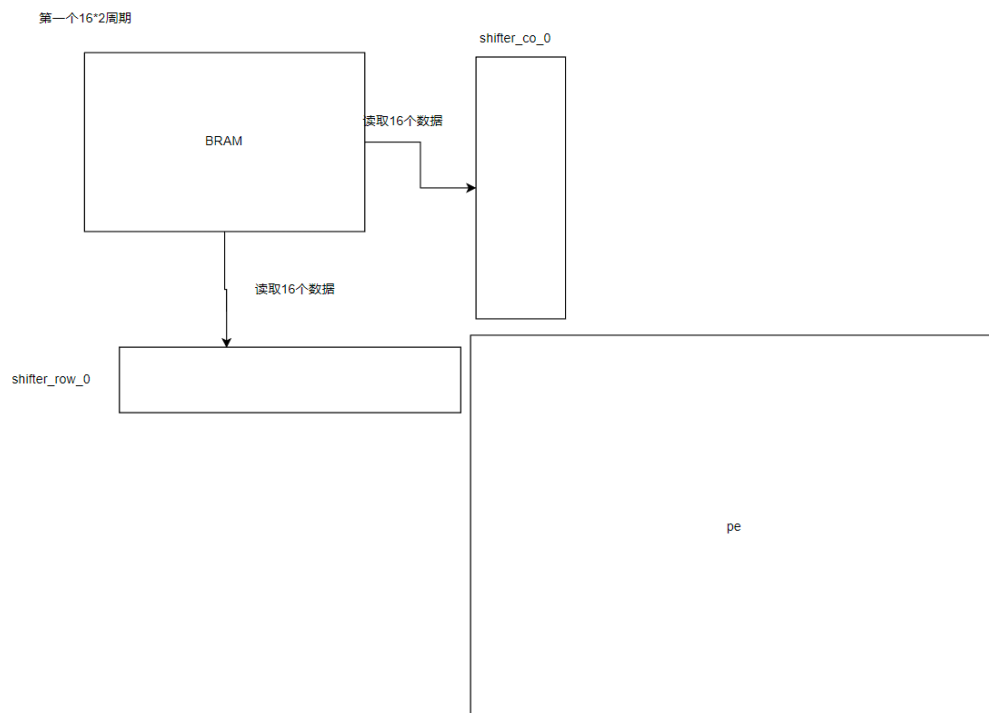 第一个16*2周期
shifter_co_0
读取16个数据
BRAM
读取16个数据
shifter_row_0
pe